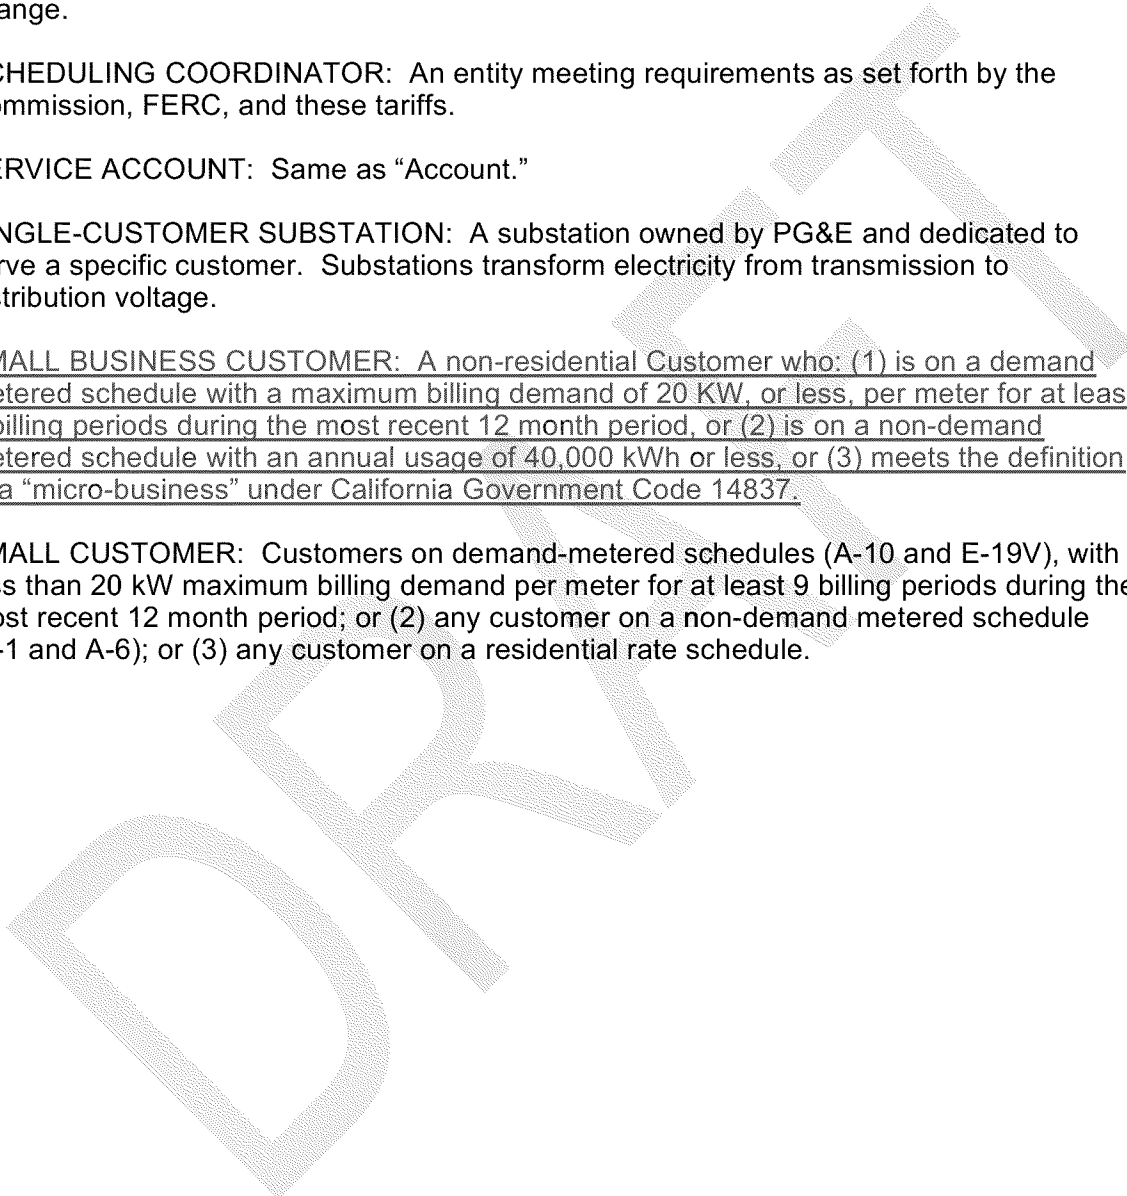 ange.
CHEDULING COORDINATOR: An entity meeting requirements as set forth by the
ommission, FERC, and these tariffs.
ERVICE ACCOUNT: Same as “Account.”
NGLE-CUSTOMER SUBSTATION: A substation owned by PG&E and dedicated to
rve a specific customer. Substations transform electricity from transmission to
tribution voltage.
MALL BUSINESS CUSTOMER: A non-residential Customer who: (1) is on a demand
etered schedule with a maximum billing demand of 20 KW, or less, per meter for at leas
billing periods during the most recent 12 month period, or (2) is on a non-demand
etered schedule with an annual usage of 40,000 kWh or less, or (3) meets the definition
a “micro-business” under California Government Code 14837.
MALL CUSTOMER: Customers on demand-metered schedules (A-10 and E-19V), with
s than 20 kW maximum billing demand per meter for at least 9 billing periods during the
ost recent 12 month period; or (2) any customer on a non-demand metered schedule
-1 and A-6); or (3) any customer on a residential rate schedule.
DRAFT